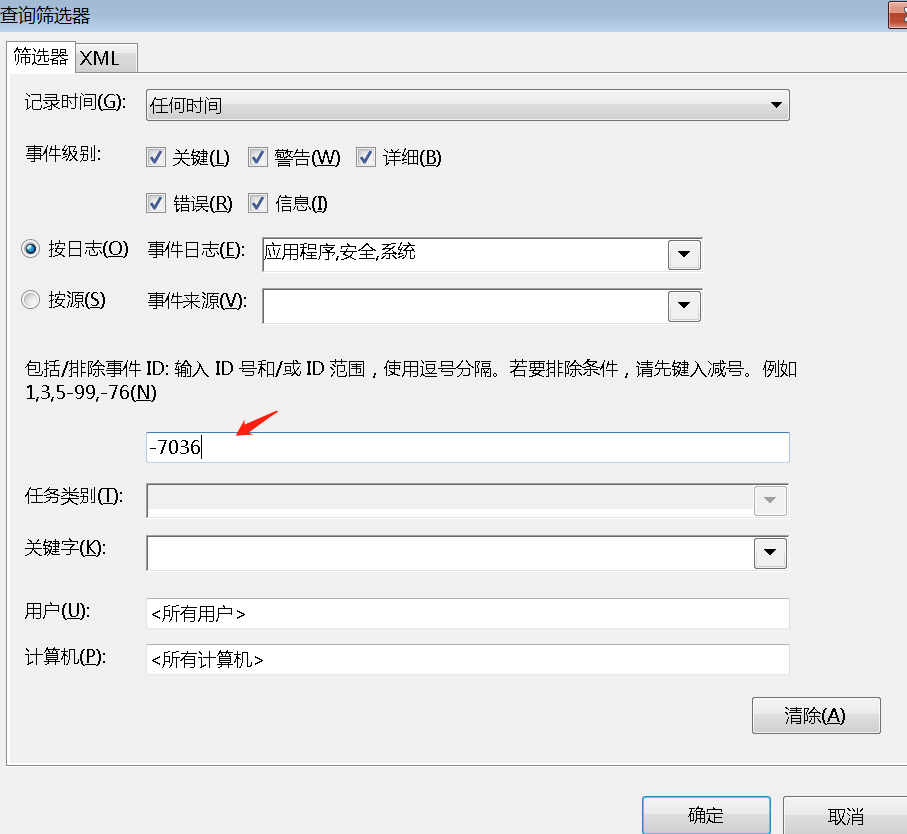 查询筛选器
筛选器 XML
记录时间(G): 任何时间
事件级别: 关键(L) 警告(W) 详细(B)
错误(R) 信息(I)
按日志(O) 事件日志(E): 应用程序,安全,系统
按源(S) 事件来源(V):
包括/排除事件 ID: 输入 ID 号和/或 ID 范围，使用逗号分隔。若要排除条件，请先键入减号。例如
1,3,5-99,-76(N)
-7036
任务类别(T):
关键字(K):
用户(U): <所有用户>
计算机(P): <所有计算机>
清除(A)
确定 取消